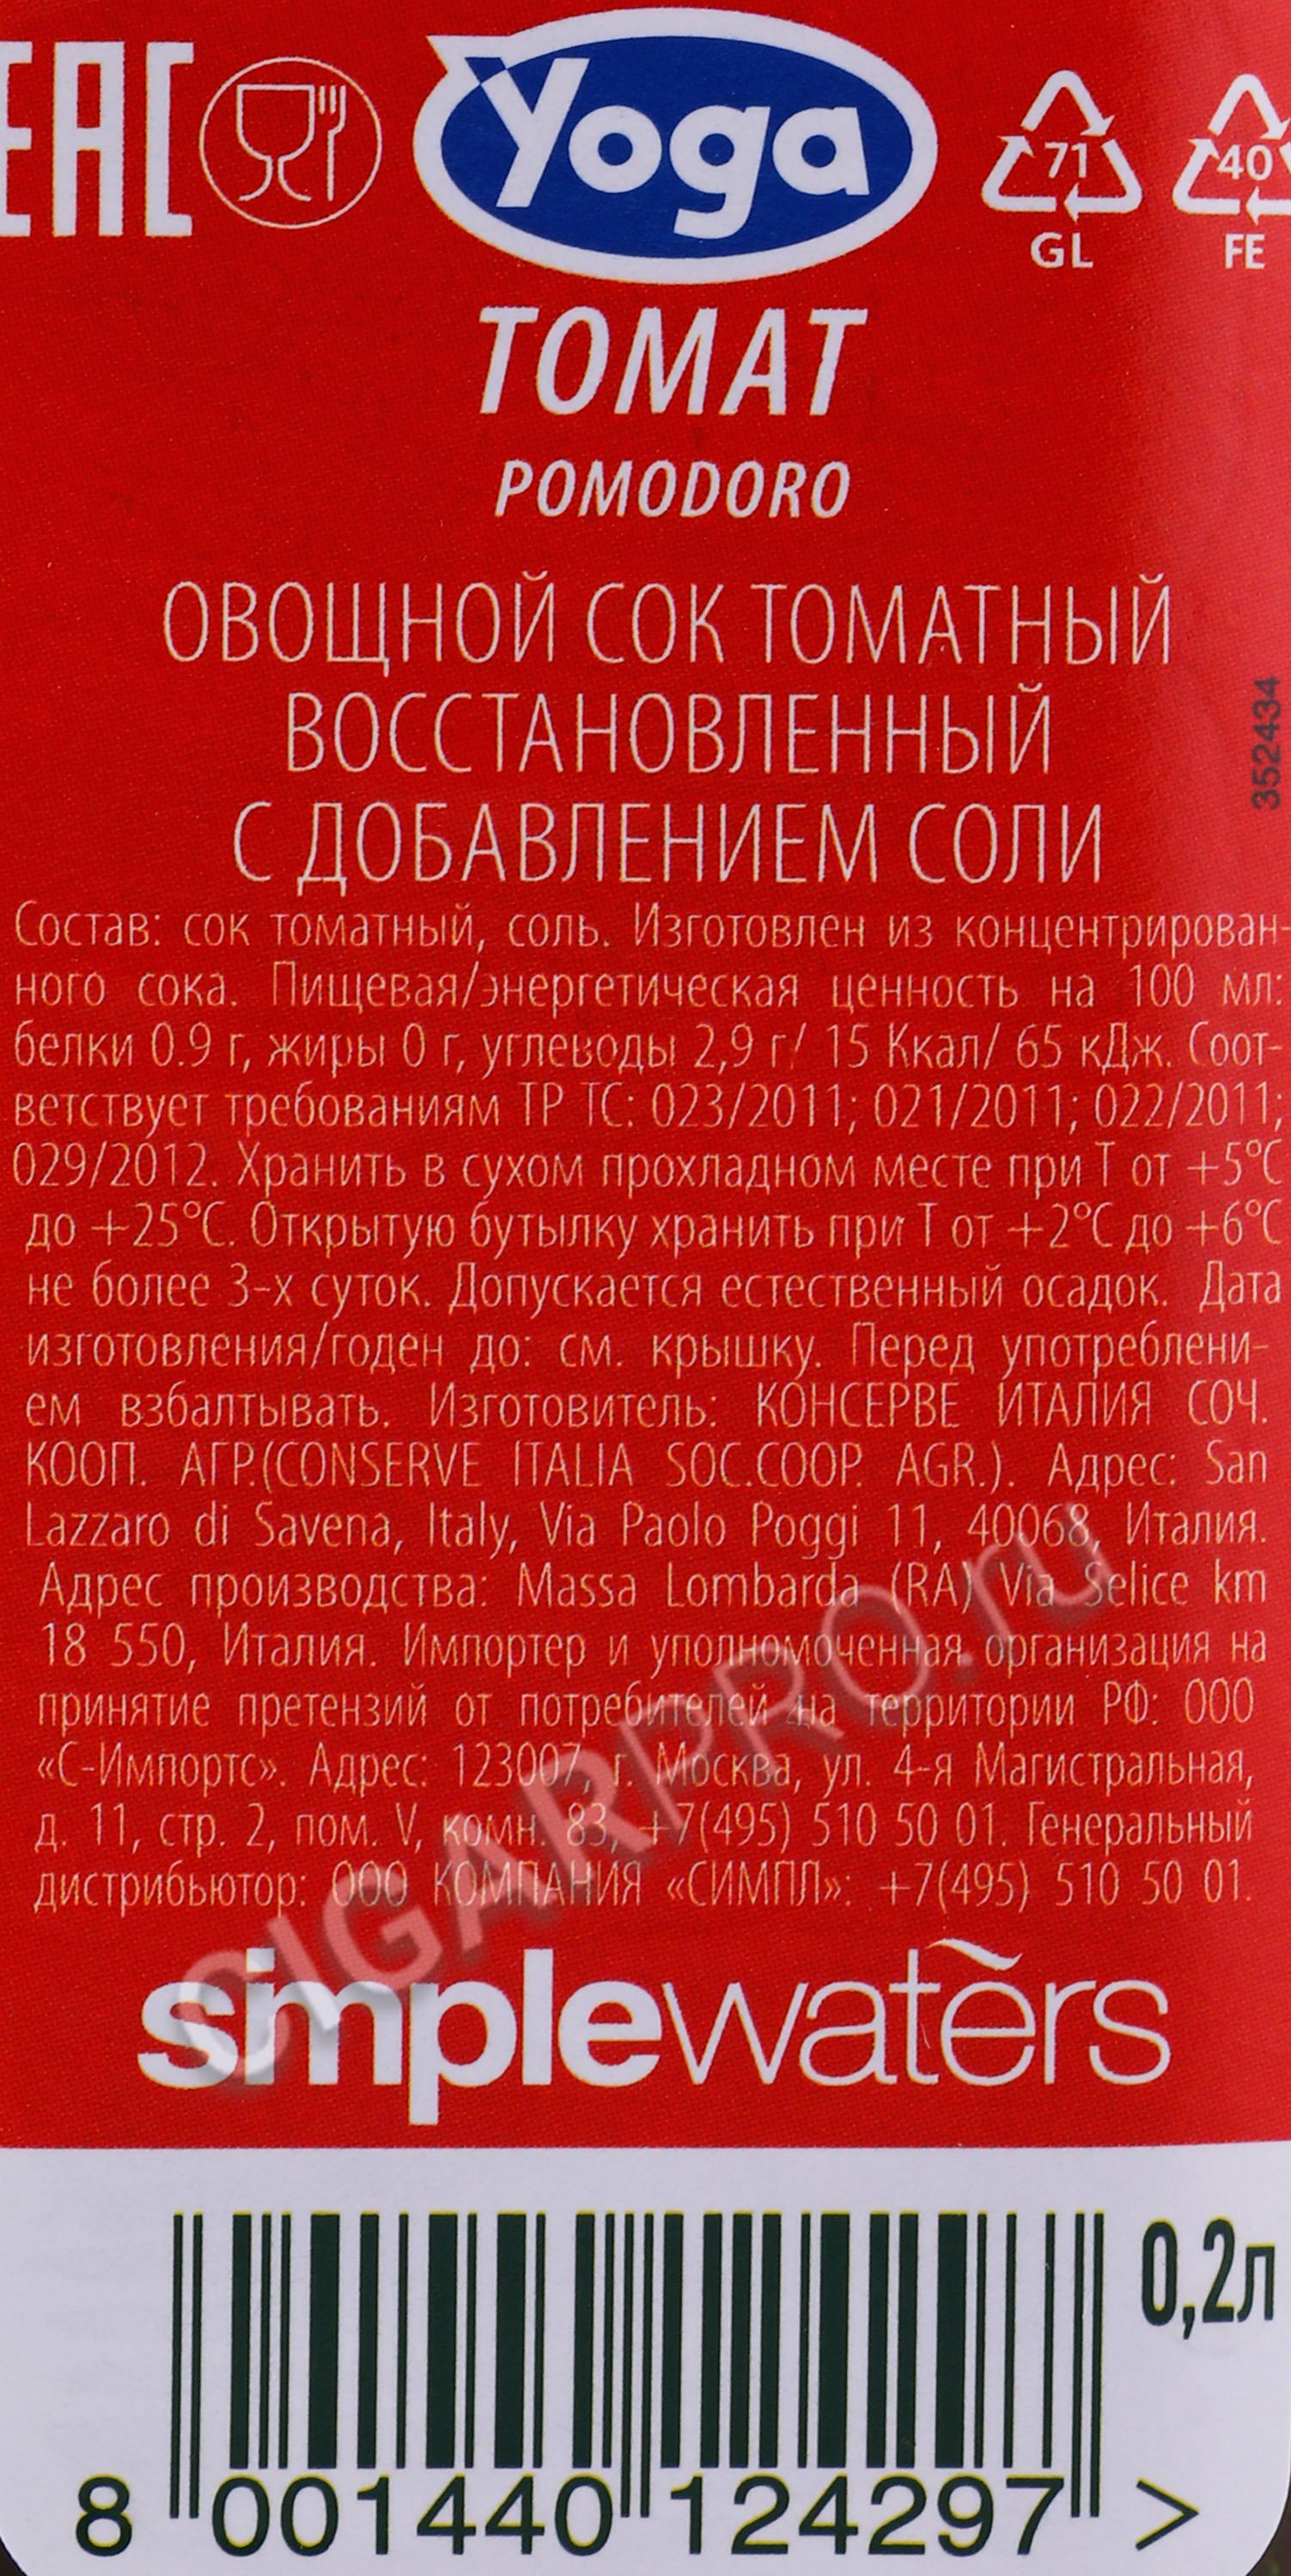 EAC
Yoga
71
GL
40
FE
ТОМАТ
POMODORO
ОВОЩНОЙ СОК ТОМАТНЫЙ
ВОССТАНОВЛЕННЫЙ
С ДОБАВЛЕНИЕМ СОЛИ
352434
Состав: сок томатный, соль. Изготовлен из концентрирован-
ного сока. Пищевая/энергетическая ценность на 100 мл:
белки 0.9 г, жиры 0 г, углеводы 2,9 г/ 15 Ккал/ 65 кДж. Соот-
ветствует требованиям ТР ТС: 023/2011; 021/2011; 022/2011;
029/2012. Хранить в сухом прохладном месте при Т от +5°С
до +25°С. Открытую бутылку хранить при Т от +2°С до +6°С
не более 3-х суток. Допускается естественный осадок. Дата
изготовления/годен до: см. крышку. Перед употреблени-
ем взбалтывать. Изготовитель: КОНСЕРВЕ ИТАЛИЯ СОЧ.
КООП. АГР.(CONSERVE ITALIA SOC.COOP. AGR.). Адрес: San
Lazzaro di Savena, Italy, Via Paolo Poggi 11, 40068, Италия.
Адрес производства: Massa Lombarda (RA) Via Selice km
18 550, Италия. Импортер и уполномоченная организация на
принятие претензий от потребителей на территории РФ: ООО
«С-Импортс». Адрес: 123007, г. Москва, ул. 4-я Магистральная,
д. 11, стр. 2, пом. V, комн. 83, +7(495) 510 50 01. Генеральный
дистрибьютор: ООО КОМПАНИЯ «СИМПЛ»: +7(495) 510 50 01.
CIGARPRO.ru
simplewaters
0,2л
8 001440 124297 >